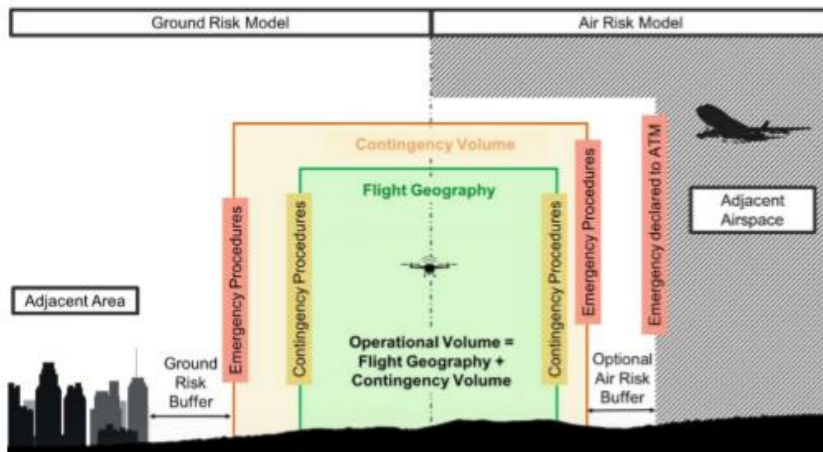 Ground Risk Model
Air Risk Model
Contingency Volume
Flight Geography
Emergency Procedures
Contingency Procedures
Contingency Procedures
Emergency Procedures
Emergency declared to ATM
Adjacent
Airspace
Adjacent Area
Ground
Risk
Buffer
Operational Volume =
Flight Geography +
Contingency Volume
Optional
Air Risk
Buffer